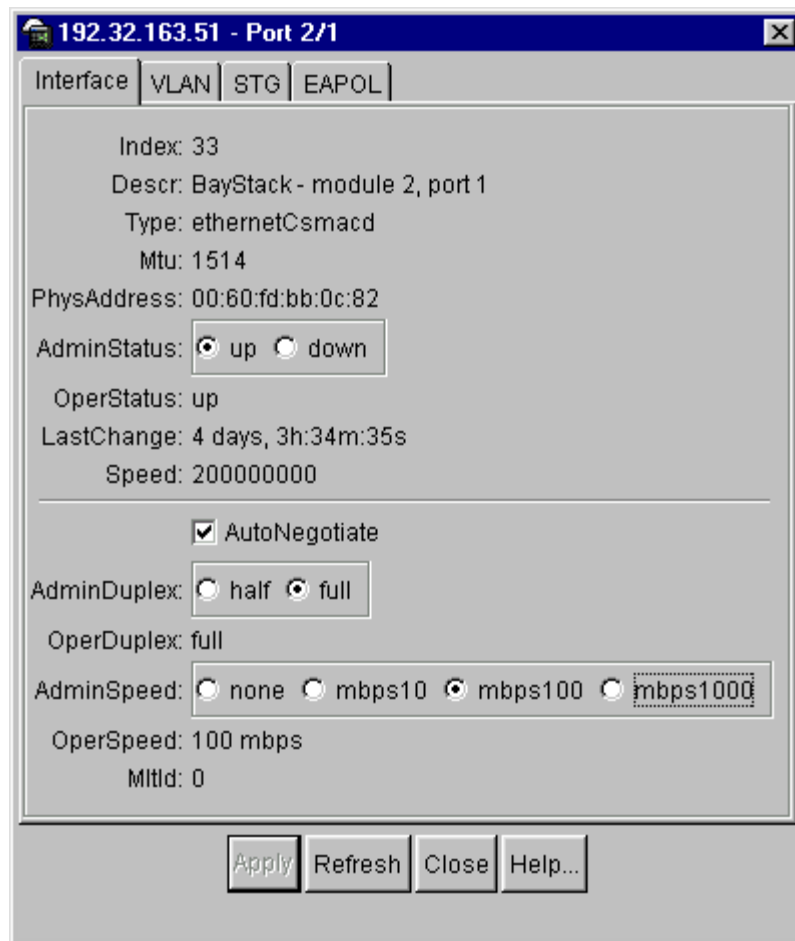 192.32.163.51 - Port 2/1
Interface VLAN STG EAPOL
Index: 33
Descr: BayStack - module 2, port 1
Type: ethernetCsmacd
Mtu: 1514
PhysAddress: 00:60:fd:bb:0c:82
AdminStatus: up down
OperStatus: up
LastChange: 4 days, 3h:34m:35s
Speed: 200000000
AutoNegotiate
AdminDuplex: half full
OperDuplex: full
AdminSpeed: none mbps10 mbps100 mbps1000
OperSpeed: 100 mbps
MltId: 0
Apply Refresh Close Help...